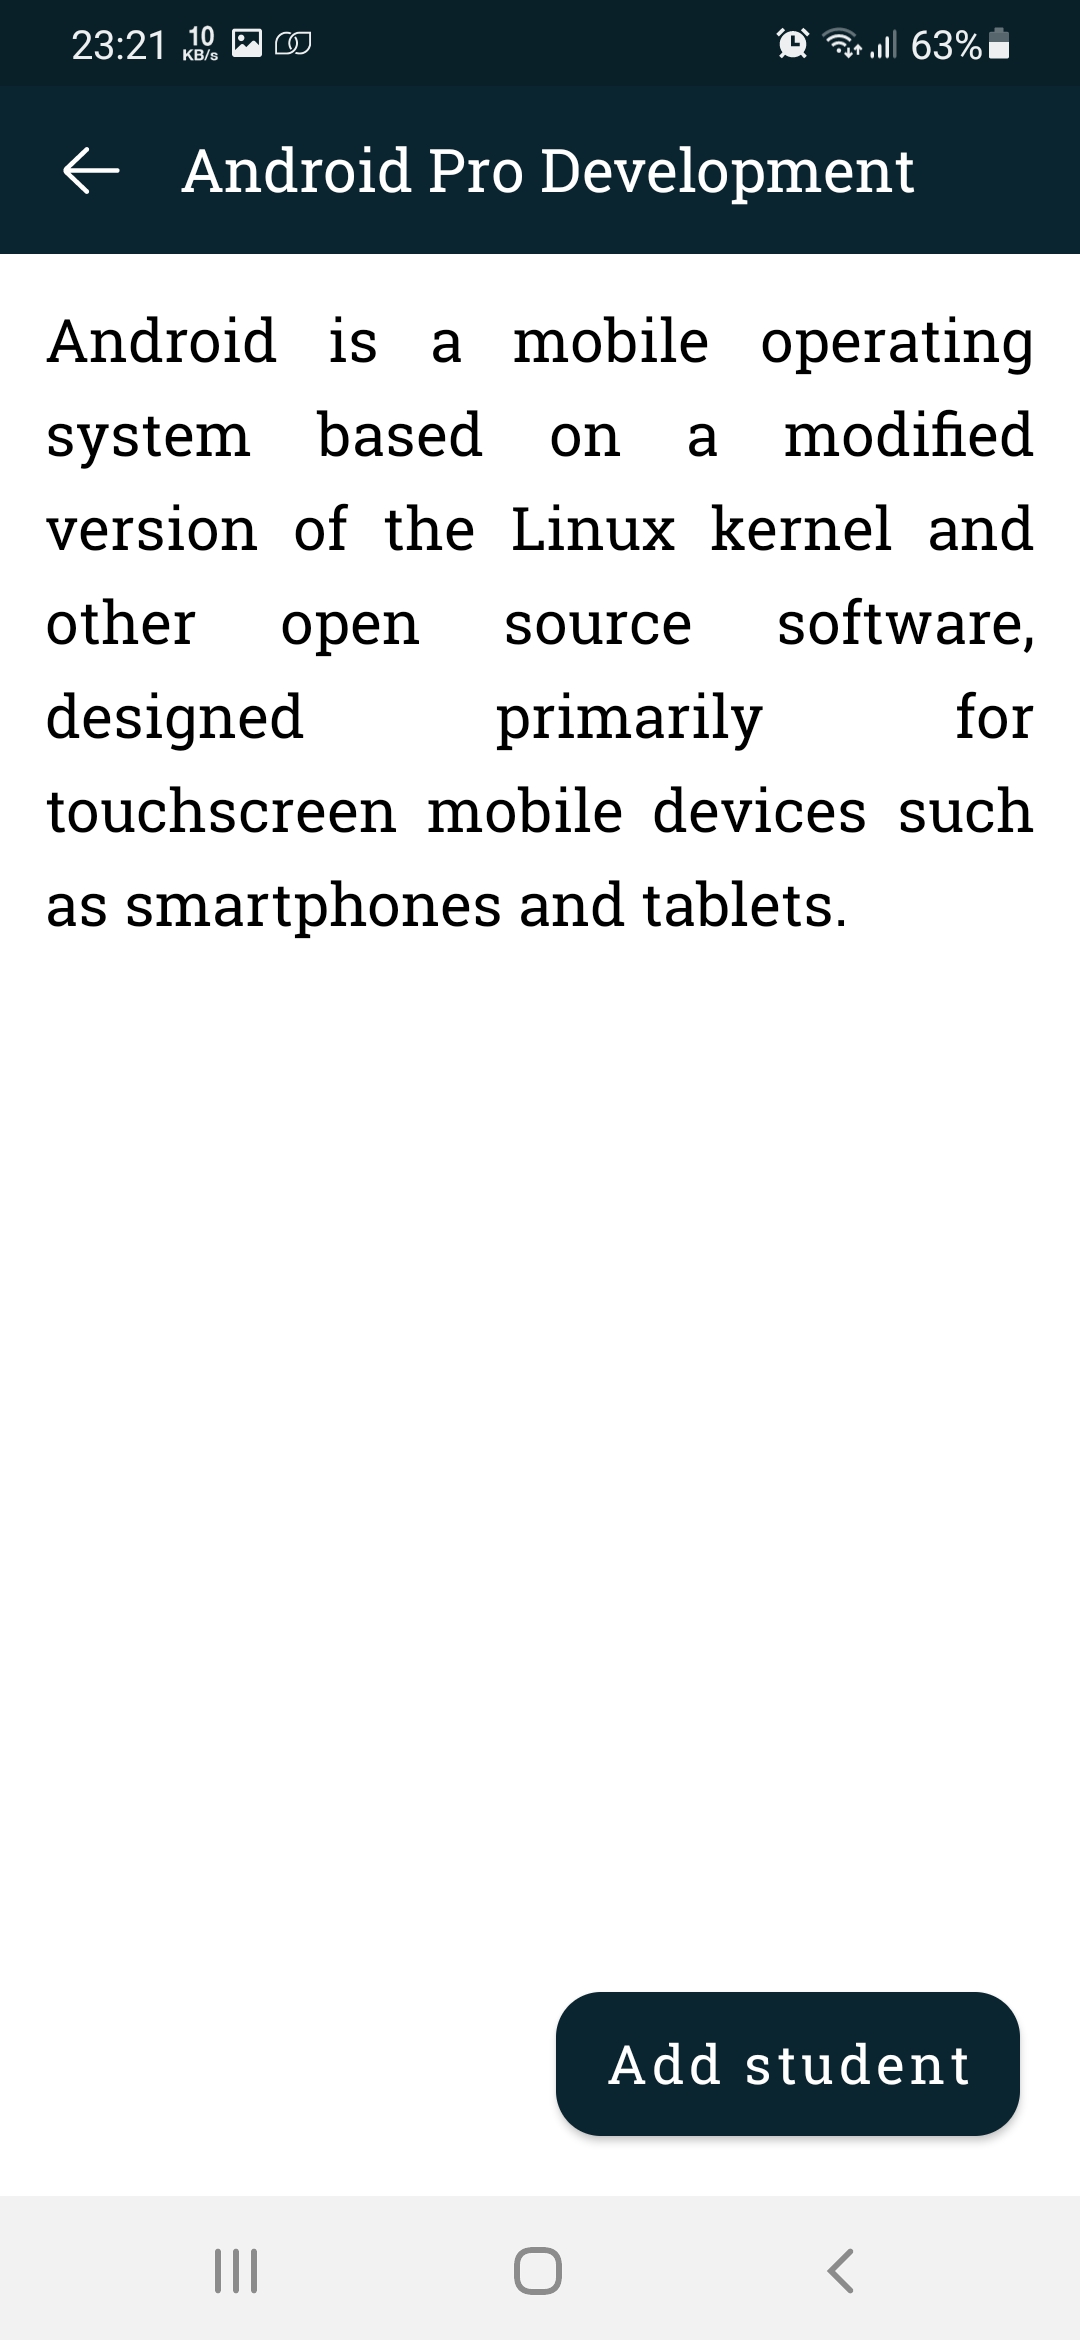 23:21 10 KB/s 63%
Android Pro Development
Android is a mobile operating
system based on a modified
version of the Linux kernel and
other open source software,
designed primarily for
touchscreen mobile devices such
as smartphones and tablets.
Add student